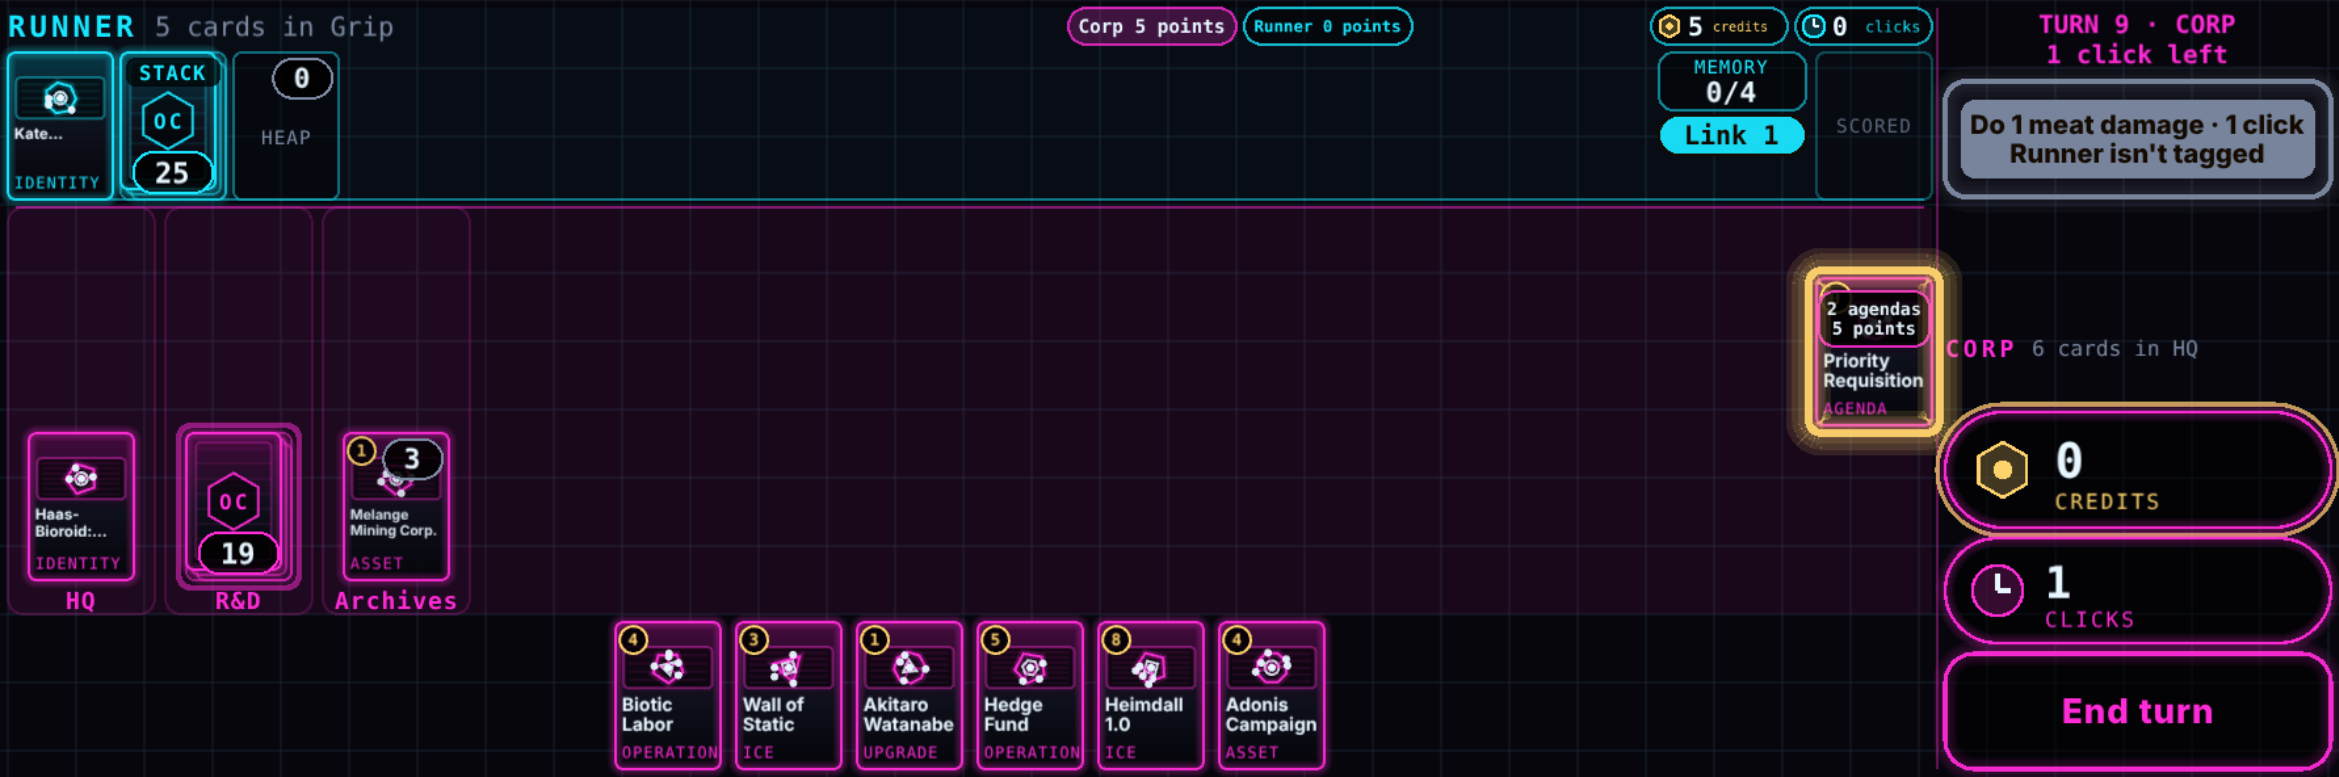 RUNNER 5 cards in Grip
Corp 5 points
Runner 0 points
5 credits
0 clicks
TURN 9 · CORP
1 click left
Kate...
IDENTITY
STACK
OC
25
0
HEAP
MEMORY
0/4
Link 1
SCORED
Do 1 meat damage · 1 click
Runner isn't tagged
2 agendas
5 points
Priority
Requisition
AGENDA
CORP 6 cards in HQ
Haas-
Bioroid:...
IDENTITY
HQ
OC
19
R&D
1
3
Melange
Mining Corp.
ASSET
Archives
0
CREDITS
1
CLICKS
End turn
4
Biotic
Labor
OPERATION
3
Wall of
Static
ICE
1
Akitaro
Watanabe
UPGRADE
5
Hedge
Fund
OPERATION
8
Heimdall
1.0
ICE
4
Adonis
Campaign
ASSET